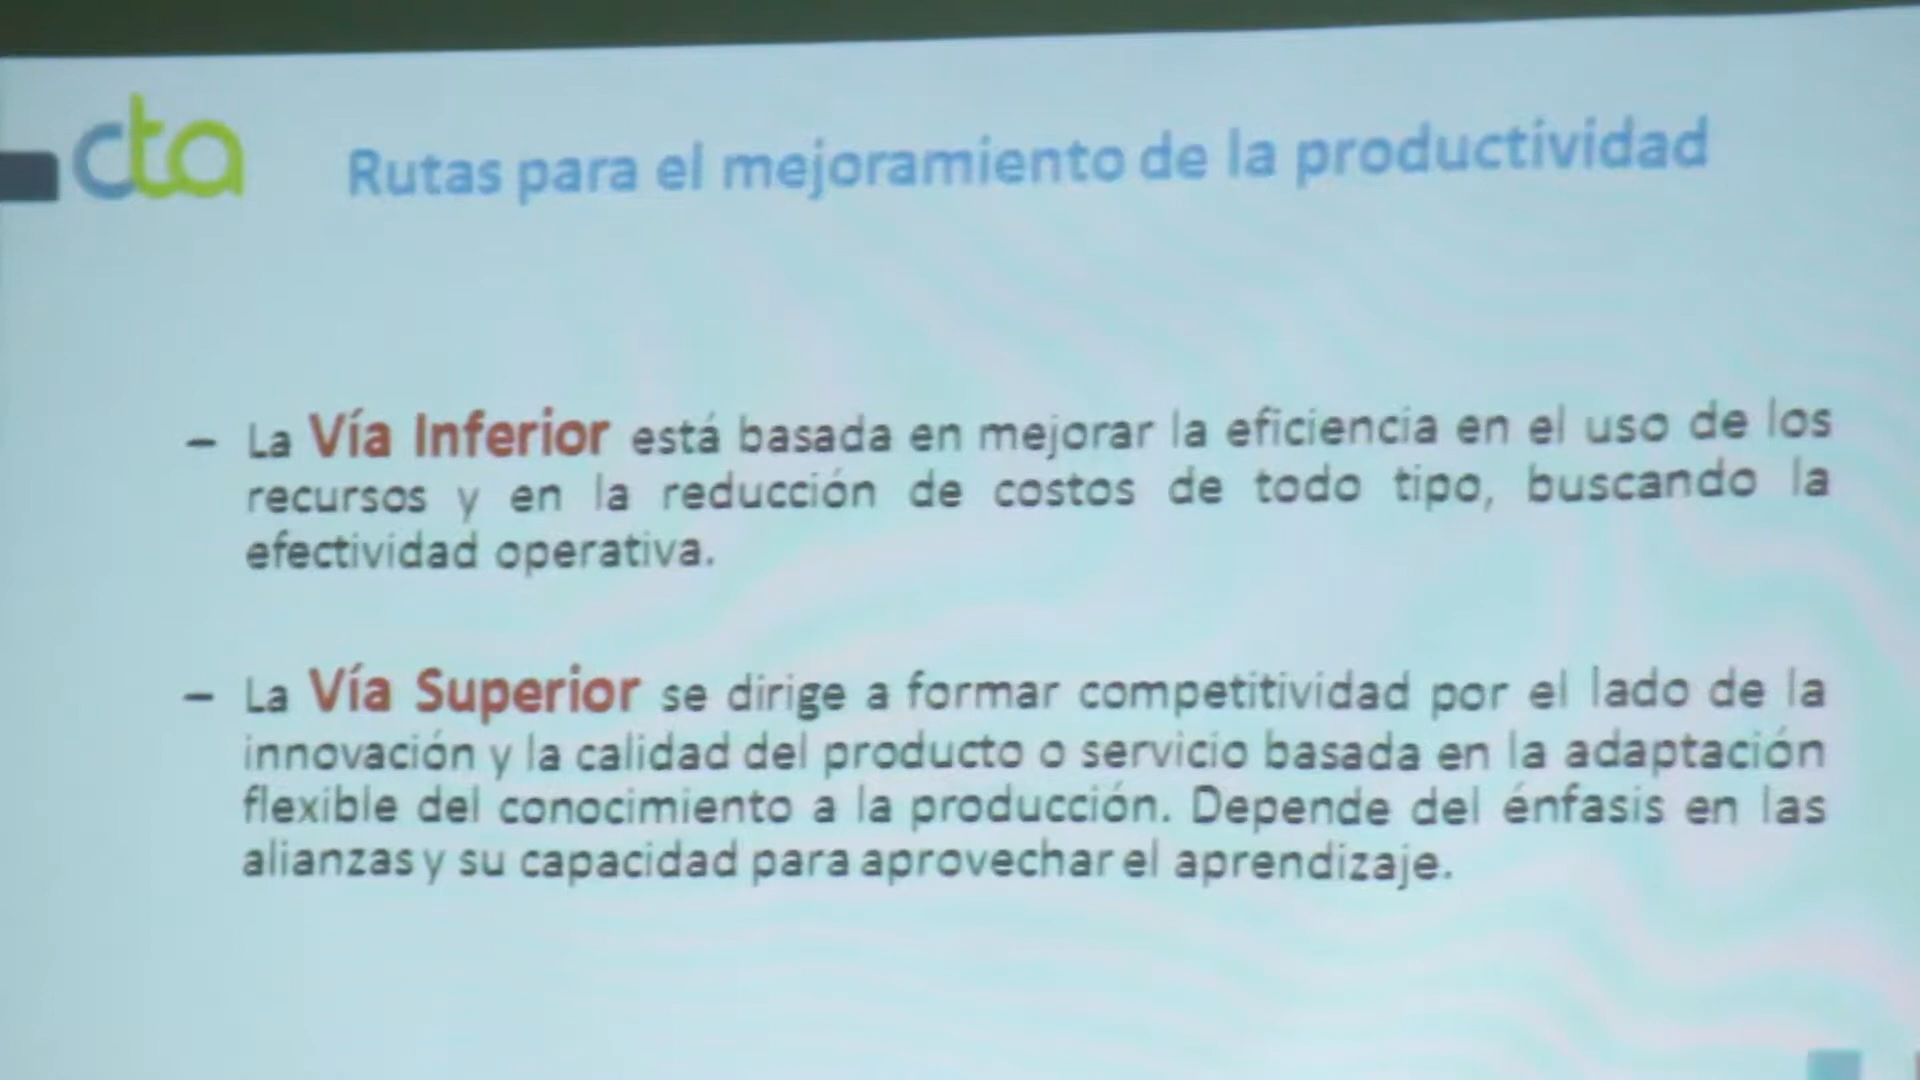 cta
Rutas para el mejoramiento de la productividad
– La Vía Inferior está basada en mejorar la eficiencia en el uso de los
recursos y en la reducción de costos de todo tipo, buscando la
efectividad operativa.
– La Vía Superior se dirige a formar competitividad por el lado de la
innovación y la calidad del producto o servicio basada en la adaptación
flexible del conocimiento a la producción. Depende del énfasis en las
alianzas y su capacidad para aprovechar el aprendizaje.